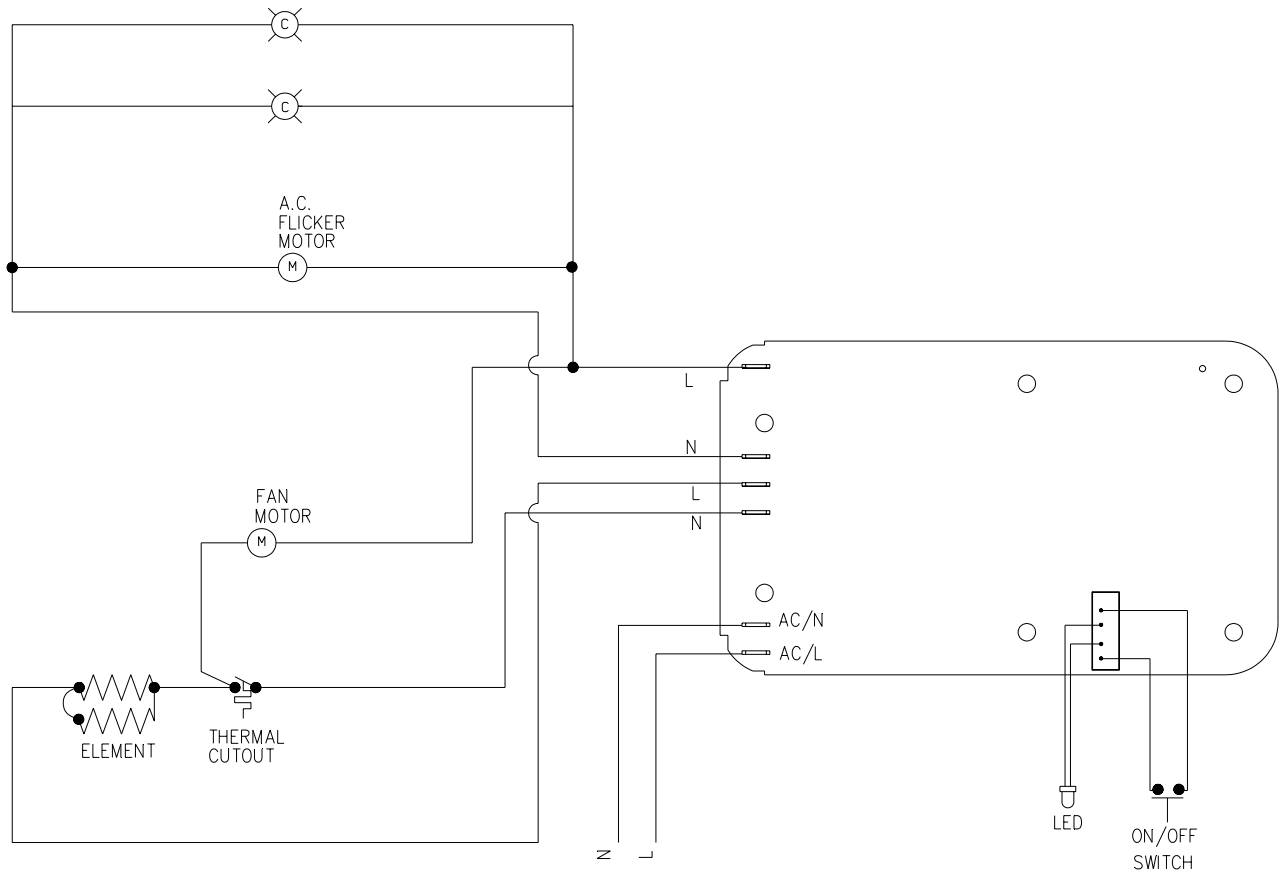 C
C
A.C.
FLICKER
MOTOR
M
L
N
L
N
FAN
MOTOR
M
AC/N
AC/L
ELEMENT
THERMAL
CUTOUT
LED
ON/OFF
SWITCH
N
L